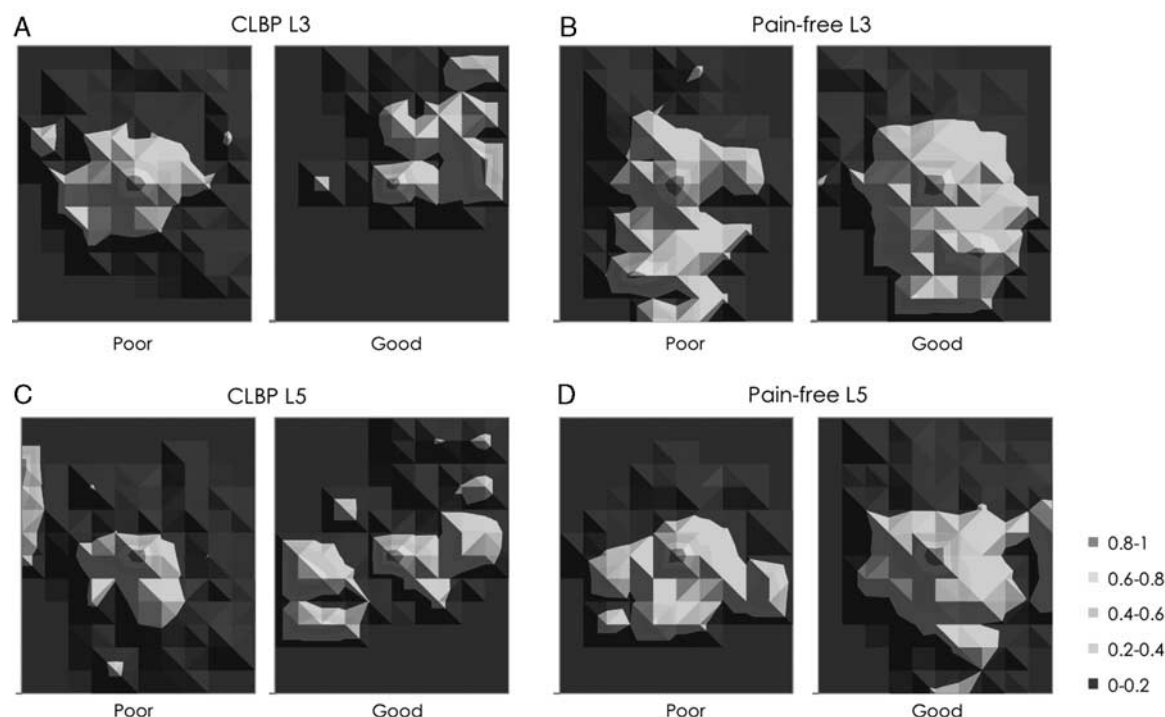 A CLBP L3 B Pain-free L3
Poor Good Poor Good
C CLBP L5 D Pain-free L5
0.8-1
0.6-0.8
0.4-0.6
0.2-0.4
0-0.2
Poor Good Poor Good